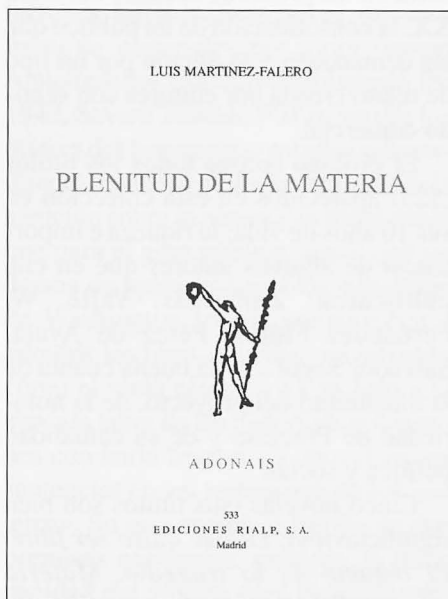 LUIS MARTINEZ-FALERO
PLENITUD DE LA MATERIA
ADONAIS
533
EDICIONES RIALP, S. A.
Madrid